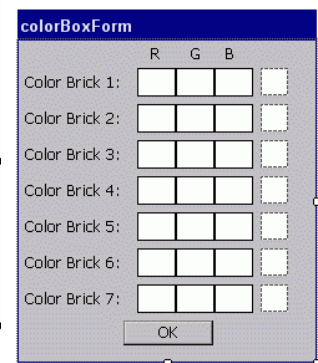 colorBoxForm
R G B
Color Brick 1:
Color Brick 2:
Color Brick 3:
Color Brick 4:
Color Brick 5:
Color Brick 6:
Color Brick 7:
OK